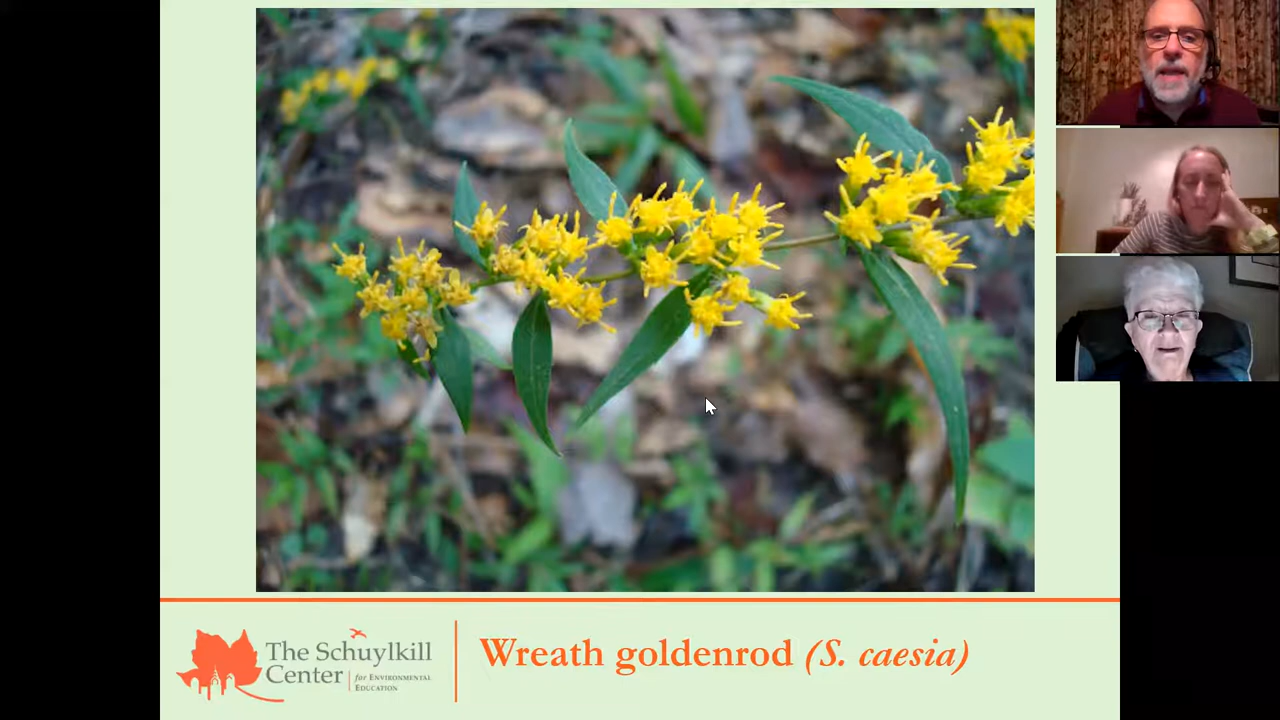 The Schuylkill
Center
for ENVIRONMENTAL
EDUCATION
Wreath goldenrod (S. caesia)